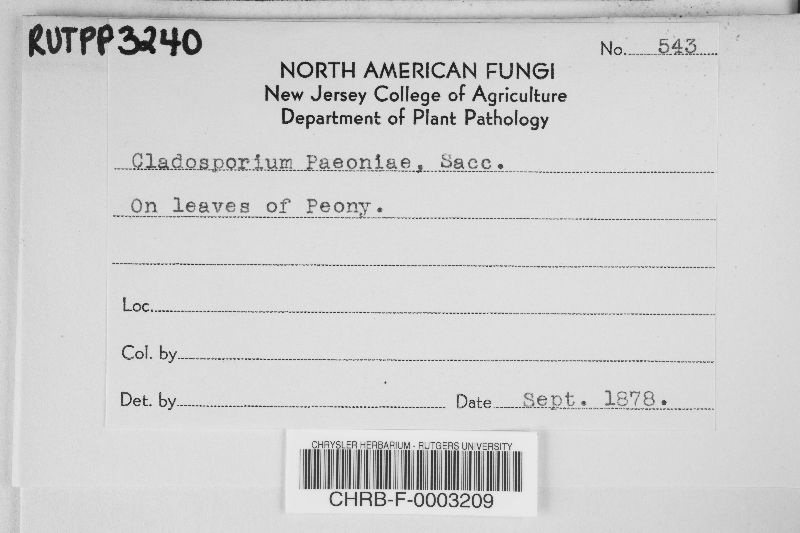 RUTPP3240
No. 543
NORTH AMERICAN FUNGI
New Jersey College of Agriculture
Department of Plant Pathology
Cladosporium Paeoniae, Sacc.
On leaves of Peony.
Loc.
Col. by
Det. by
Date Sept. 1878.
CHRYSLER HERBARIUM - RUTGERS UNIVERSITY
CHRB-F-0003209